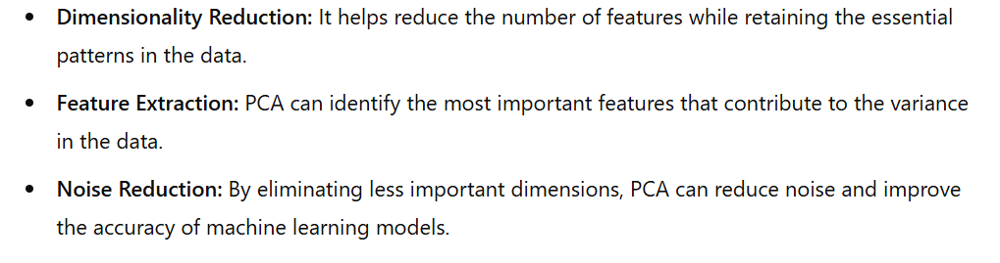 • Dimensionality Reduction: It helps reduce the number of features while retaining the essential
patterns in the data.
• Feature Extraction: PCA can identify the most important features that contribute to the variance
in the data.
• Noise Reduction: By eliminating less important dimensions, PCA can reduce noise and improve
the accuracy of machine learning models.